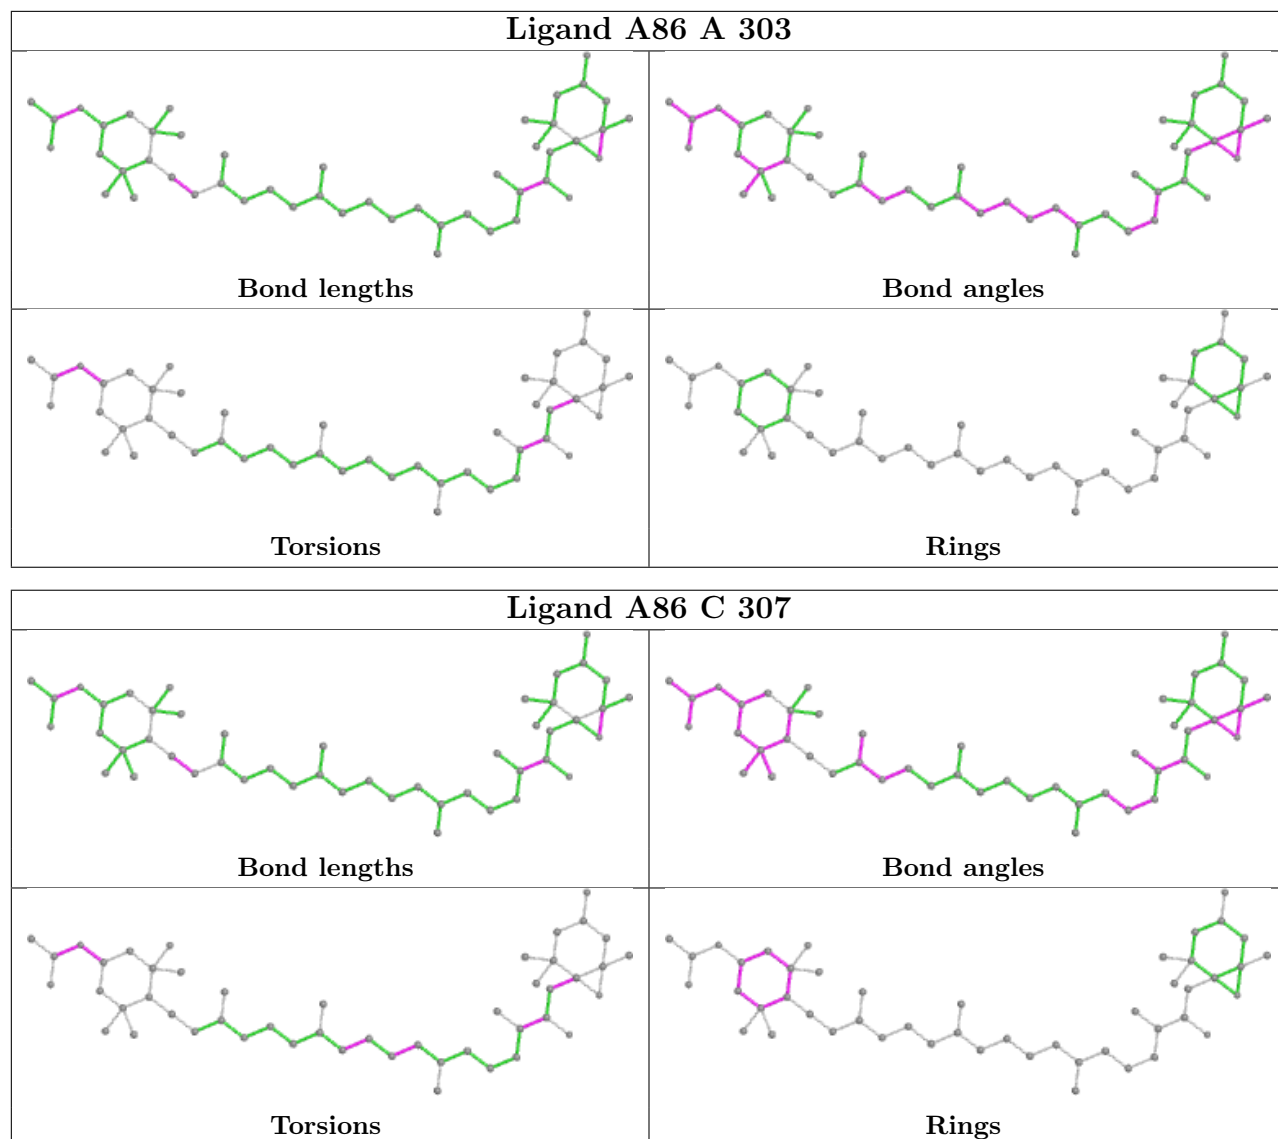 Ligand A86 A 303
Bond lengths
Bond angles
Torsions
Rings
Ligand A86 C 307
Bond lengths
Bond angles
Torsions
Rings